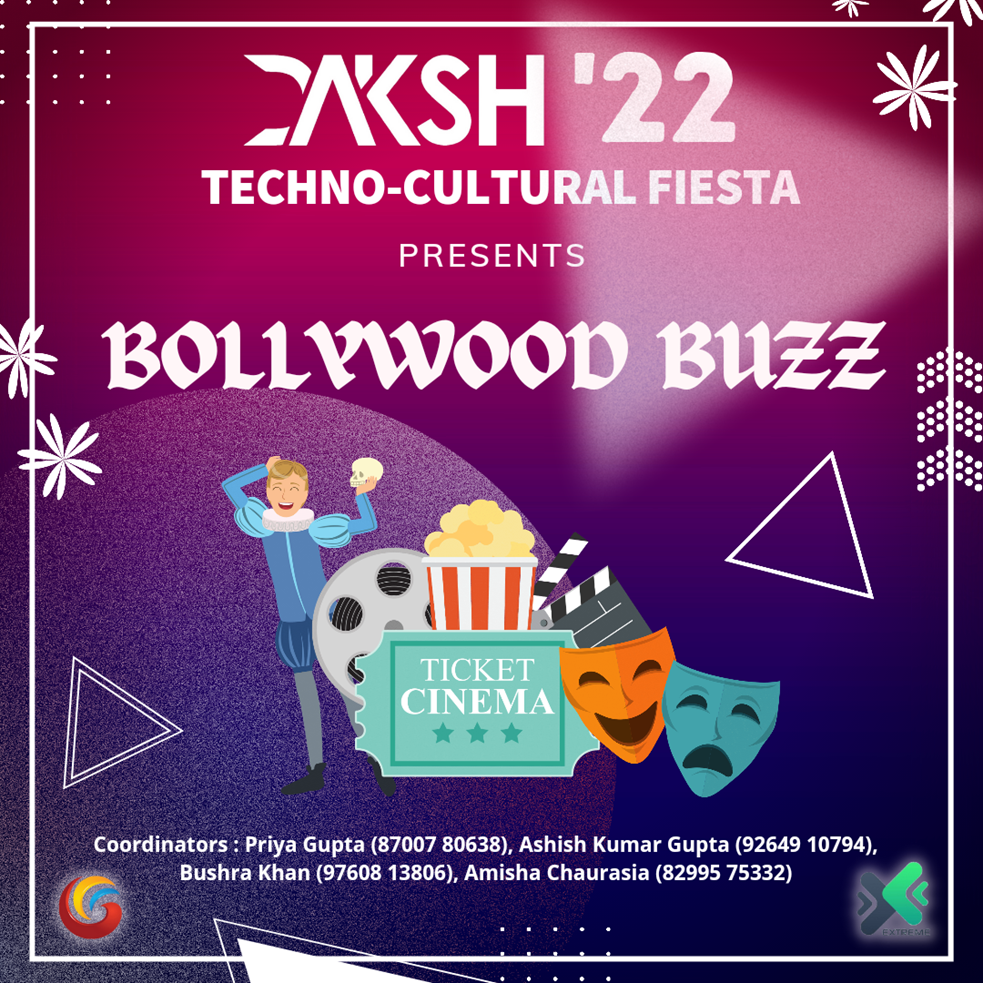 DAKSH '22
TECHNO-CULTURAL FIESTA
PRESENTS
BOLLYWOOD BUZZ
TICKET
CINEMA
Coordinators : Priya Gupta (87007 80638), Ashish Kumar Gupta (92649 10794),
Bushra Khan (97608 13806), Amisha Chaurasia (82995 75332)
EXTREME